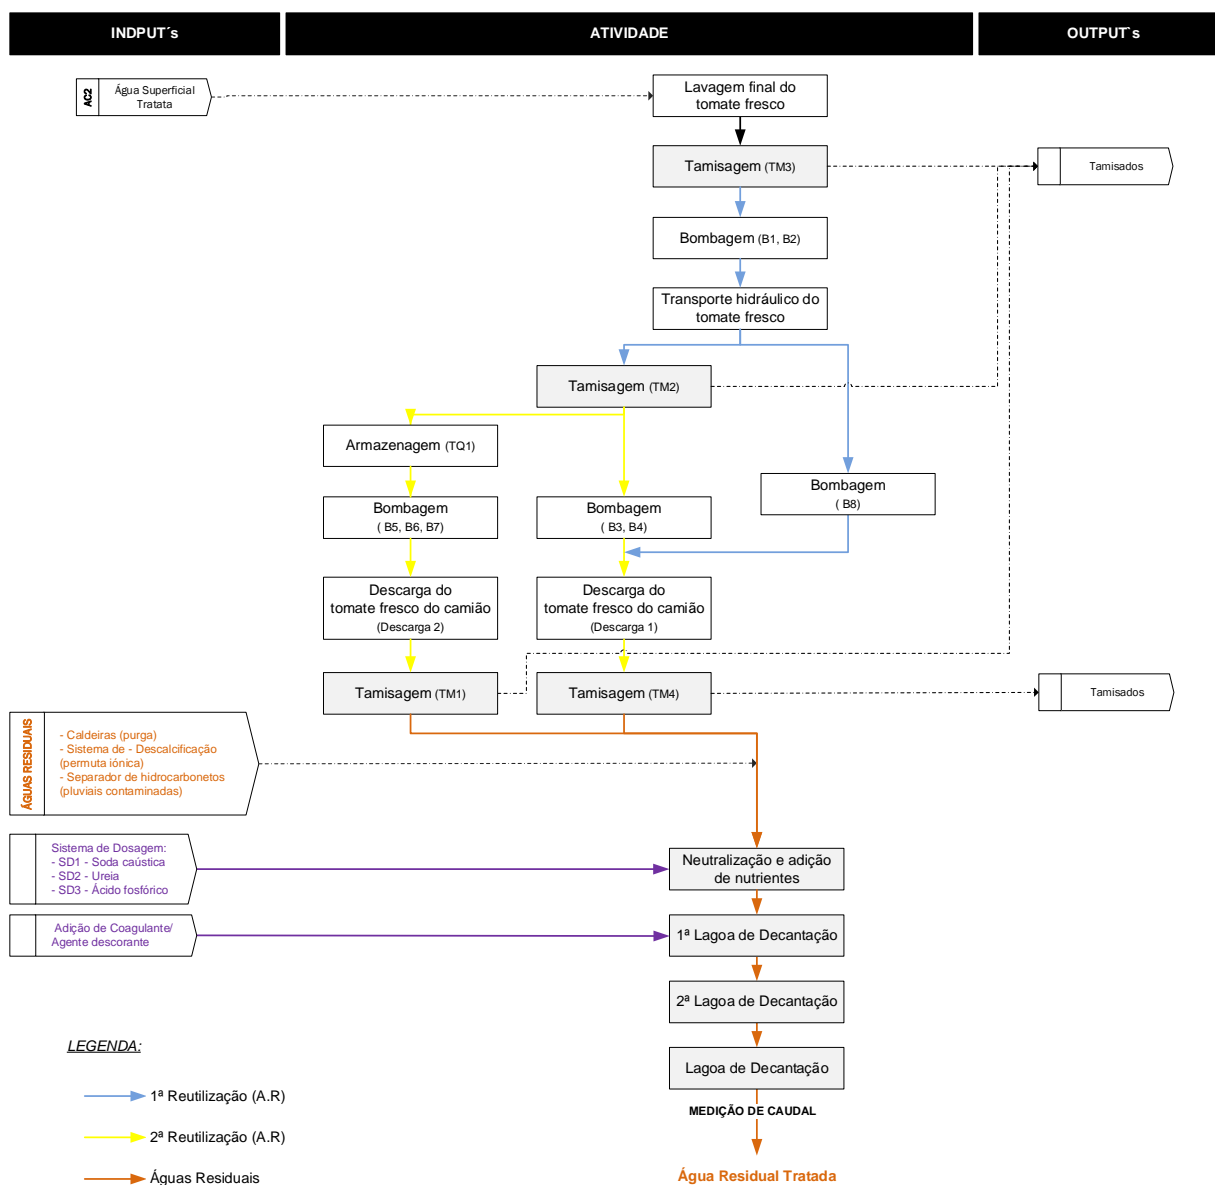 INDPUT´s
ATIVIDADE
OUTPUT`s
AC2
Água Superficial
Tratata
Lavagem final do
tomate fresco
Tamisagem (TM3)
Tamisados
Bombagem (B1, B2)
Transporte hidráulico do
tomate fresco
Tamisagem (TM2)
Armazenagem (TQ1)
Bombagem
( B5, B6, B7)
Bombagem
( B3, B4)
Bombagem
( B8)
Descarga do
tomate fresco do camião
(Descarga 2)
Descarga do
tomate fresco do camião
(Descarga 1)
Tamisagem (TM1)
Tamisagem (TM4)
Tamisados
ÁGUAS RESIDUAIS
- Caldeiras (purga)
- Sistema de - Descalcificação
(permuta iónica)
- Separador de hidrocarbonetos
(pluviais contaminadas)
Sistema de Dosagem:
- SD1 - Soda caústica
- SD2 - Ureia
- SD3 - Ácido fosfórico
Neutralização e adição
de nutrientes
Adição de Coagulante/
Agente descorante
1ª Lagoa de Decantação
2ª Lagoa de Decantação
Lagoa de Decantação
MEDIÇÃO DE CAUDAL
Água Residual Tratada
LEGENDA:
1ª Reutilização (A.R)
2ª Reutilização (A.R)
Águas Residuais